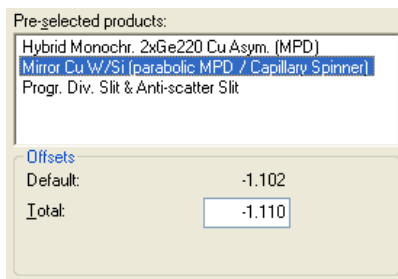 Pre-selected products:
Hybrid Monochr. 2xGe220 Cu Asym. (MPD)
Mirror Cu W/Si (parabolic MPD / Capillary Spinner)
Progr. Div. Slit & Anti-scatter Slit
Offsets
Default: -1.102
Total: -1.110